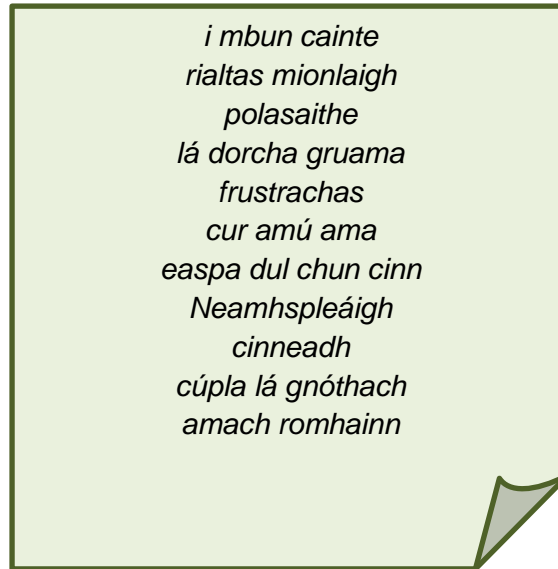 i mbun cainte
rialtas mionlaigh
polasaithe
lá dorcha gruama
frustrachas
cur amú ama
easpa dul chun cinn
Neamhspleáigh
cinneadh
cúpla lá gnóthach
amach romhainn